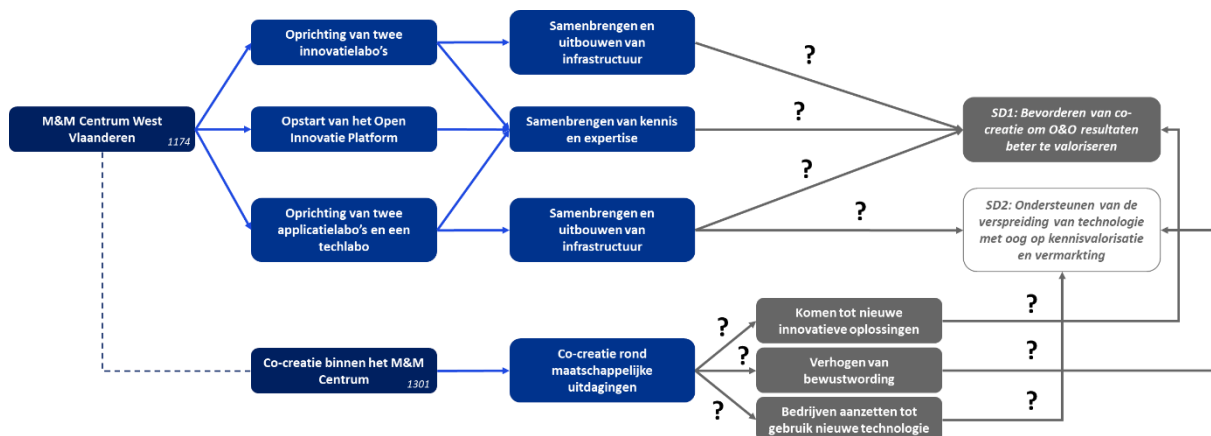 Oprichting van twee
innovatielabo's
Samenbrengen en
uitbouwen van
infrastructuur
?
M&M Centrum West
Vlaanderen
1174
Opstart van het Open
Innovatie Platform
Samenbrengen van kennis
en expertise
?
SD1: Bevorderen van co-
creatie om O&O resultaten
beter te valoriseren
?
Oprichting van twee
applicatielabo's en een
techlabo
Samenbrengen en
uitbouwen van
infrastructuur
?
SD2: Ondersteunen van de
verspreiding van technologie
met oog op kennisvalorisatie
en vermarkting
?
Komen tot nieuwe
innovatieve oplossingen
?
Co-creatie binnen het M&M
Centrum
1301
Co-creatie rond
maatschappelijke
uitdagingen
?
Verhogen van
bewustwording
?
?
Bedrijven aanzetten tot
gebruik nieuwe technologie
?